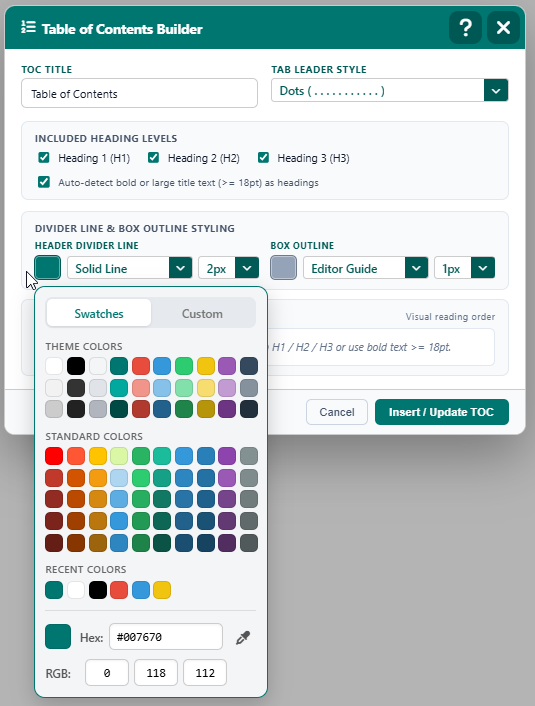 Table of Contents Builder
?
TOC TITLE
TAB LEADER STYLE
Table of Contents
Dots ( . . . . . . . . . . . )
INCLUDED HEADING LEVELS
Heading 1 (H1)
Heading 2 (H2)
Heading 3 (H3)
Auto-detect bold or large title text (>= 18pt) as headings
DIVIDER LINE & BOX OUTLINE STYLING
HEADER DIVIDER LINE
BOX OUTLINE
Solid Line
2px
Editor Guide
1px
Swatches
Custom
Visual reading order
H1 / H2 / H3 or use bold text >= 18pt.
THEME COLORS
Cancel
Insert / Update TOC
STANDARD COLORS
RECENT COLORS
Hex:
#007670
RGB:
0
118
112